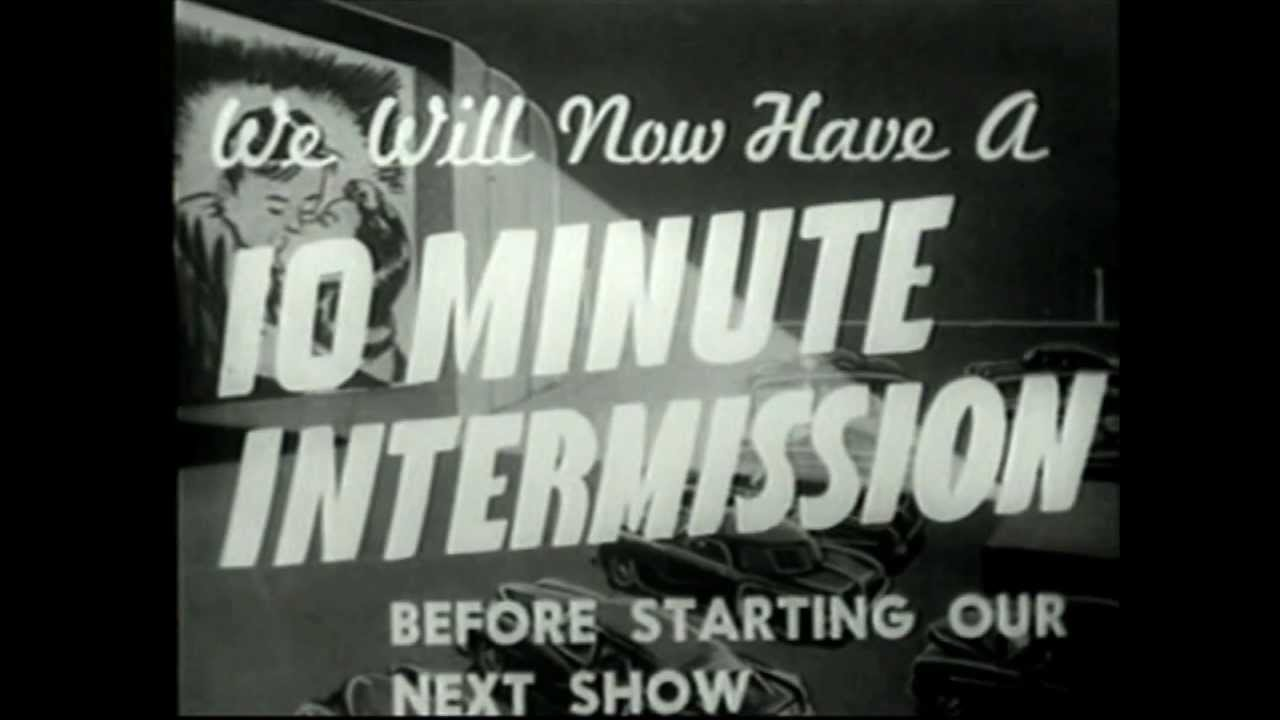 We Will Now Have A
10 MINUTE
INTERMISSION
BEFORE STARTING OUR
NEXT SHOW